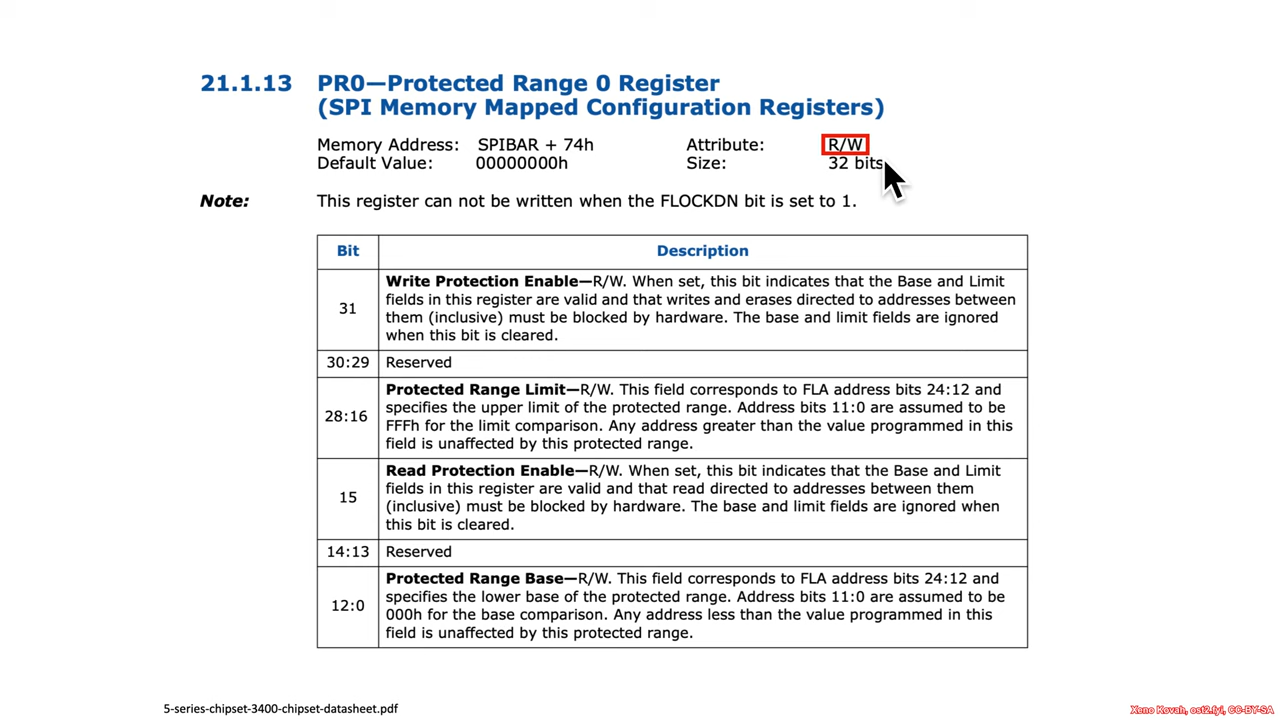 21.1.13 PR0—Protected Range 0 Register
(SPI Memory Mapped Configuration Registers)
Memory Address: SPIBAR + 74h Attribute: R/W
Default Value: 00000000h Size: 32 bits
Note: This register can not be written when the FLOCKDN bit is set to 1.
Bit Description
31 Write Protection Enable—R/W. When set, this bit indicates that the Base and Limit
fields in this register are valid and that writes and erases directed to addresses between
them (inclusive) must be blocked by hardware. The base and limit fields are ignored
when this bit is cleared.
30:29 Reserved
28:16 Protected Range Limit—R/W. This field corresponds to FLA address bits 24:12 and
specifies the upper limit of the protected range. Address bits 11:0 are assumed to be
FFFh for the limit comparison. Any address greater than the value programmed in this
field is unaffected by this protected range.
15 Read Protection Enable—R/W. When set, this bit indicates that the Base and Limit
fields in this register are valid and that read directed to addresses between them
(inclusive) must be blocked by hardware. The base and limit fields are ignored when
this bit is cleared.
14:13 Reserved
12:0 Protected Range Base—R/W. This field corresponds to FLA address bits 24:12 and
specifies the lower base of the protected range. Address bits 11:0 are assumed to be
000h for the base comparison. Any address less than the value programmed in this
field is unaffected by this protected range.
5-series-chipset-3400-chipset-datasheet.pdf
Xeno Kovah, ost2.fyi, CC-BY-SA